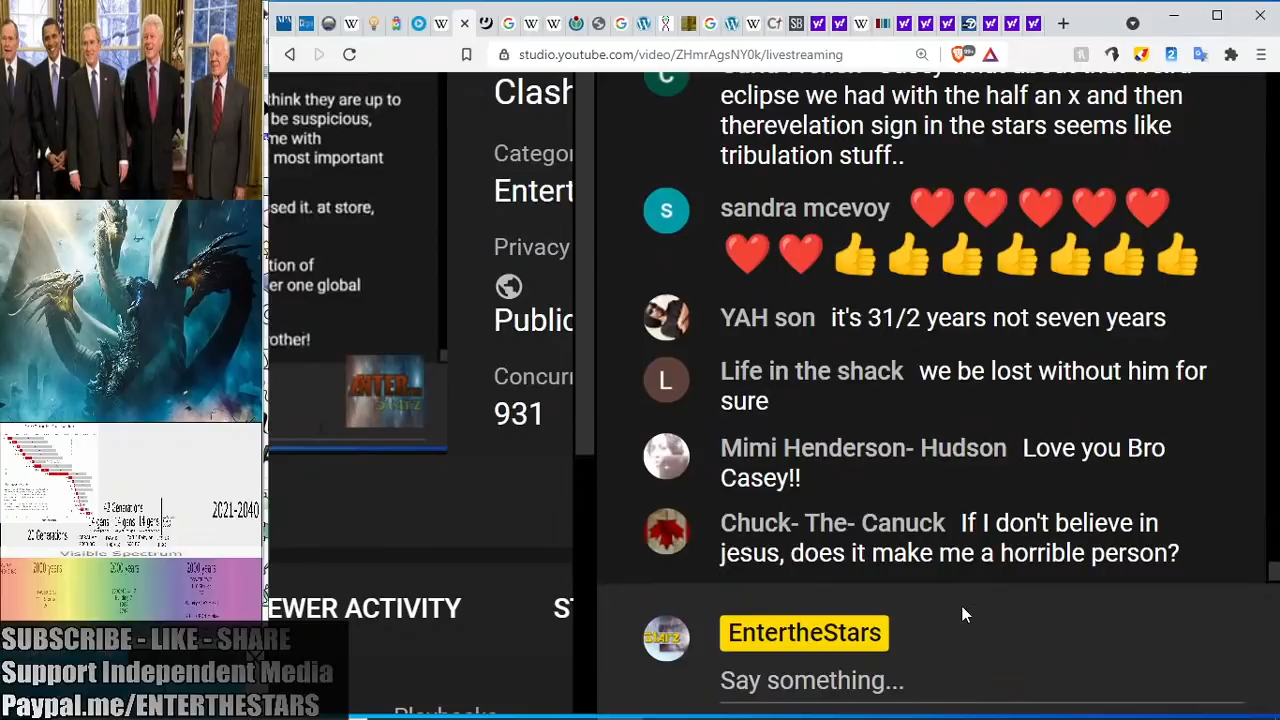 studio.youtube.com/video/ZHmrAgsNY0k/livestreaming
99+
think they are up to
be suspicious,
me with
most important
sed it. at store,
tion of
er one global
other!
Clash
Categor
Entert
Privacy
Public
Concurr
931
EWER ACTIVITY
ST
eclipse we had with the half an x and then
therevelation sign in the stars seems like
tribulation stuff..
S sandra mcevoy ❤️❤️❤️❤️❤️
❤️❤️👍👍👍👍👍👍👍
YAH son it's 31/2 years not seven years
L Life in the shack we be lost without him for
sure
Mmi Henderson- Hudson Love you Bro
Casey!!
Chuck- The- Canuck If I don't believe in
jesus, does it make me a horrible person?
EntertheStars
Say something...
2021-2040
Visible Spectrum
SUBSCRIBE - LIKE - SHARE
Support Independent Media
Paypal.me/ENTERTHESTARS